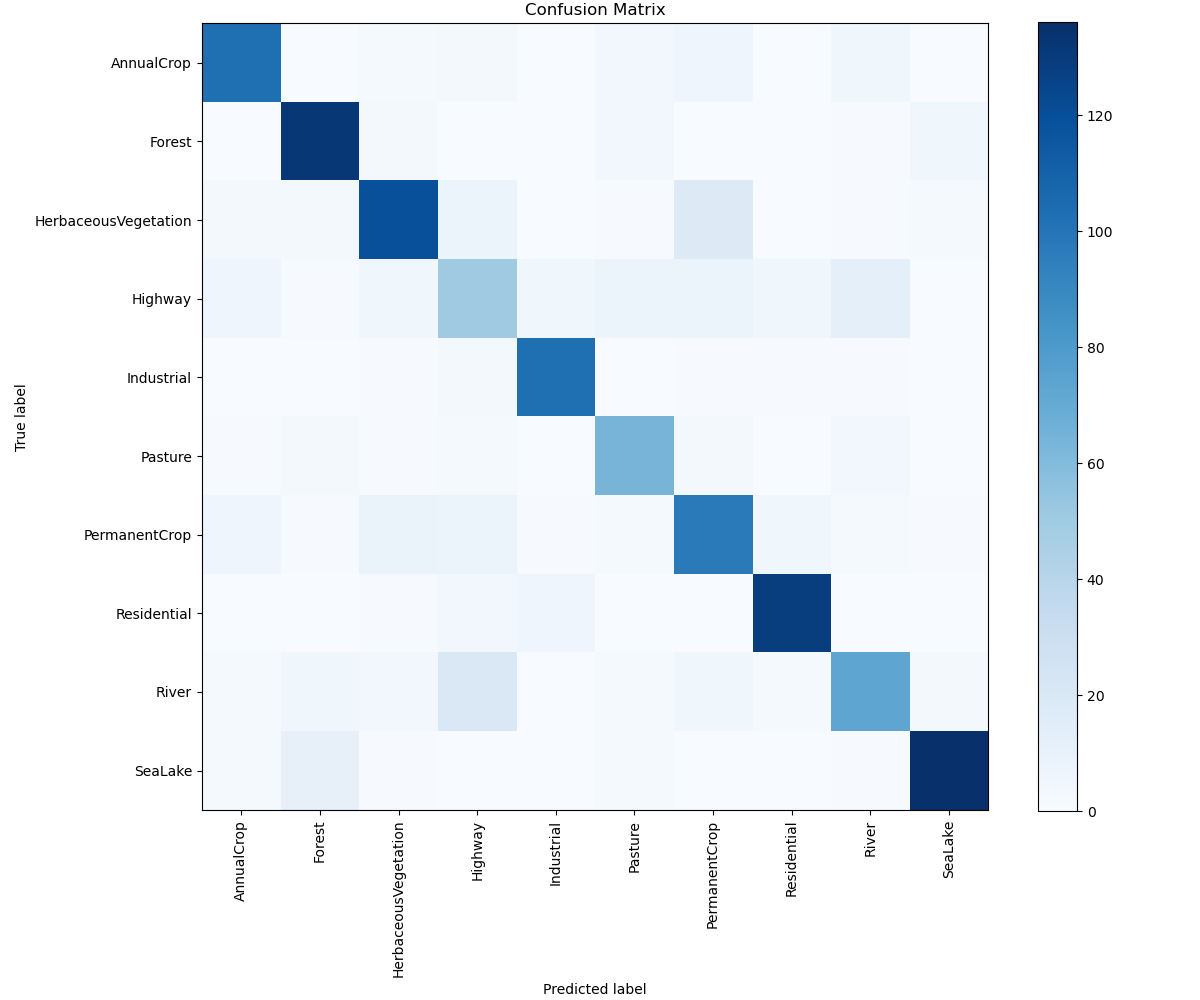 Confusion Matrix
AnnualCrop
Forest
HerbaceousVegetation
Highway
Industrial
Pasture
PermanentCrop
Residential
River
SeaLake
True label
AnnualCrop
Forest
HerbaceousVegetation
Highway
Industrial
Pasture
PermanentCrop
Residential
River
SeaLake
Predicted label
120
100
80
60
40
20
0